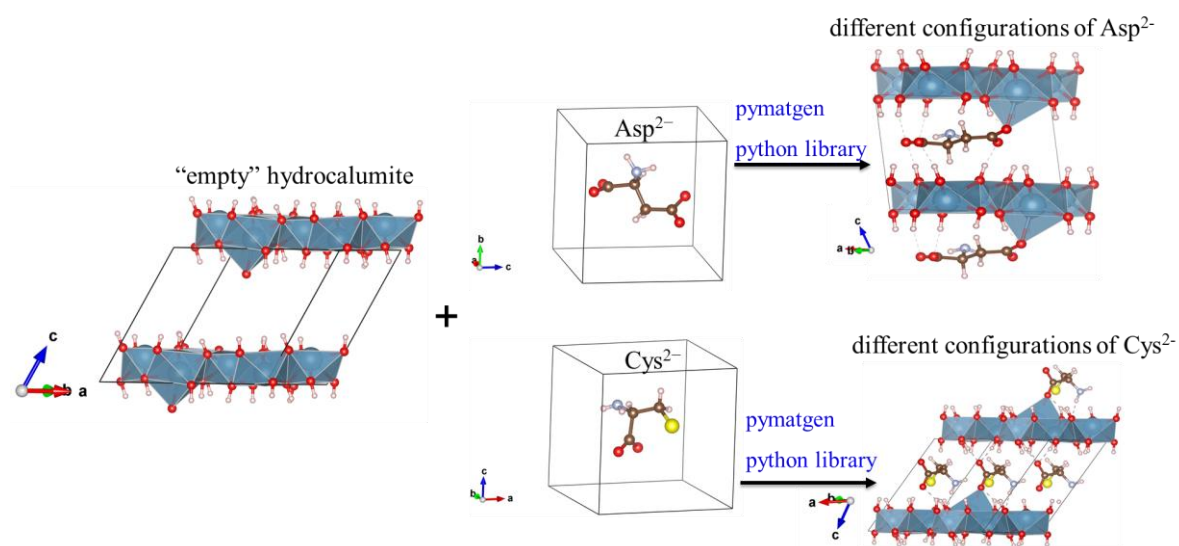 different configurations of Asp²⁻
pymatgen
python library
Asp²⁻
b
a
c
c
a
b
“empty” hydrocalumite
c
b
a
+
different configurations of Cys²⁻
Cys²⁻
pymatgen
python library
c
b
a
a
b
c